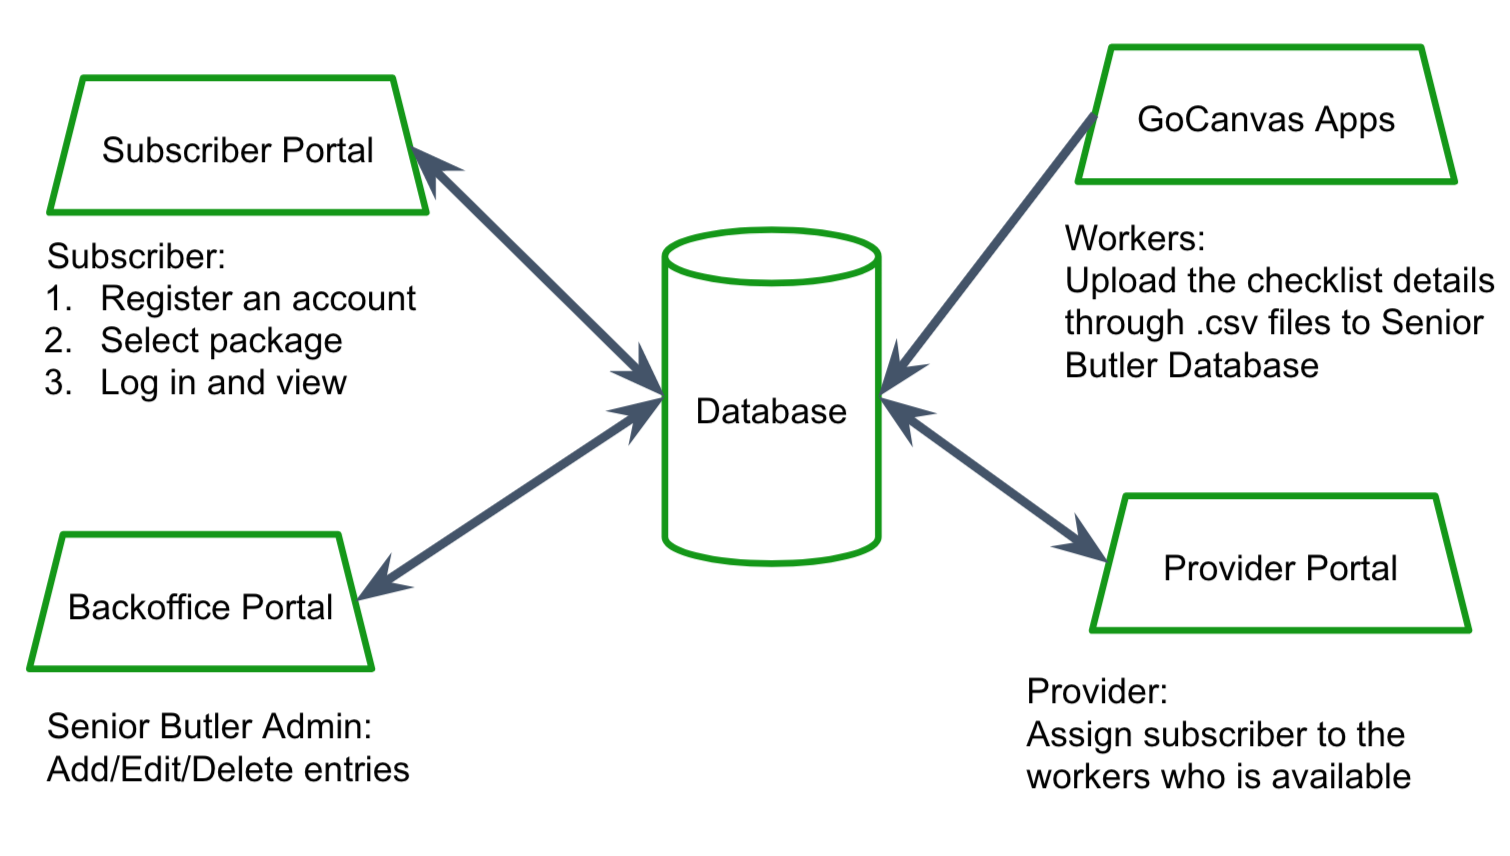 Subscriber Portal
Subscriber:
1. Register an account
2. Select package
3. Log in and view
GoCanvas Apps
Workers:
Upload the checklist details
through .csv files to Senior
Butler Database
Database
Backoffice Portal
Senior Butler Admin:
Add/Edit/Delete entries
Provider Portal
Provider:
Assign subscriber to the
workers who is available